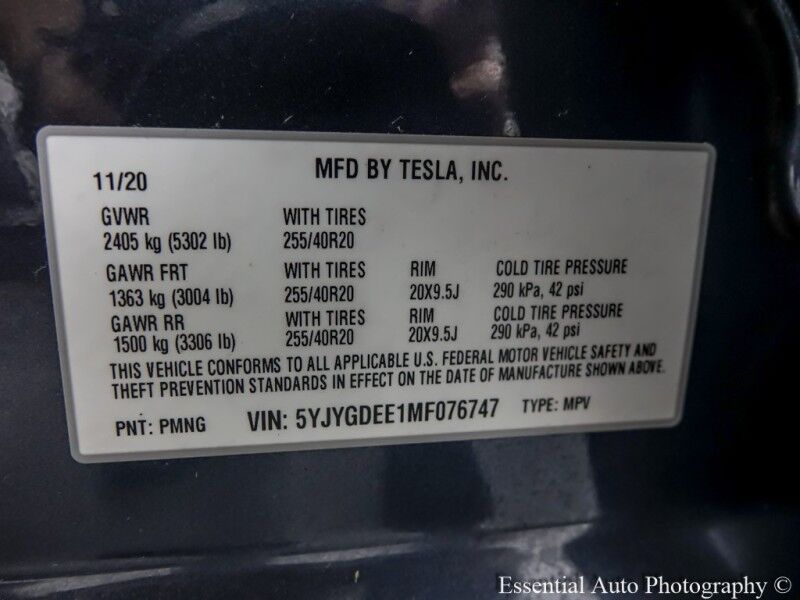 11/20 MFD BY TESLA, INC.
GVWR WITH TIRES
2405 kg (5302 lb) 255/40R20
GAWR FRT WITH TIRES RIM COLD TIRE PRESSURE
1363 kg (3004 lb) 255/40R20 20X9.5J 290 kPa, 42 psi
GAWR RR WITH TIRES RIM COLD TIRE PRESSURE
1500 kg (3306 lb) 255/40R20 20X9.5J 290 kPa, 42 psi
THIS VEHICLE CONFORMS TO ALL APPLICABLE U.S. FEDERAL MOTOR VEHICLE SAFETY AND
THEFT PREVENTION STANDARDS IN EFFECT ON THE DATE OF MANUFACTURE SHOWN ABOVE.
PNT: PMNG VIN: 5YJYGDEE1MF076747 TYPE: MPV
Essential Auto Photography ©